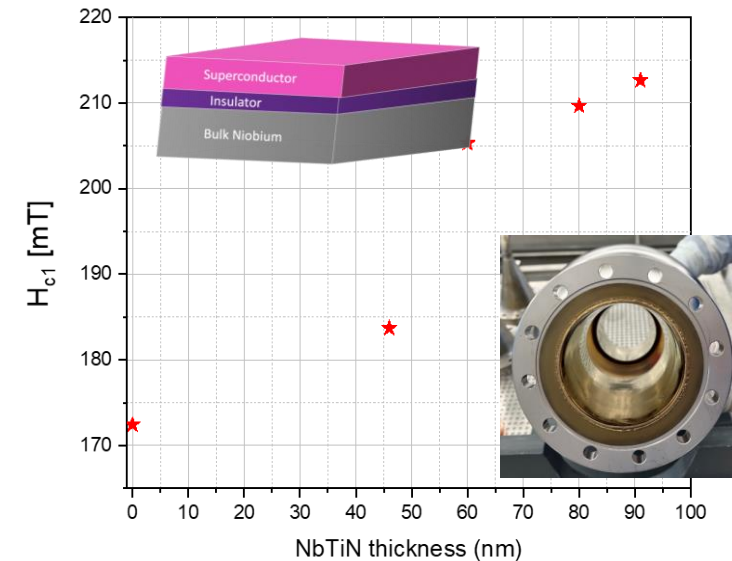 220
210
200
190
180
170
H_c1 [mT]
Superconductor
Insulator
Bulk Niobium
0 10 20 30 40 50 60 70 80 90 100
NbTiN thickness (nm)